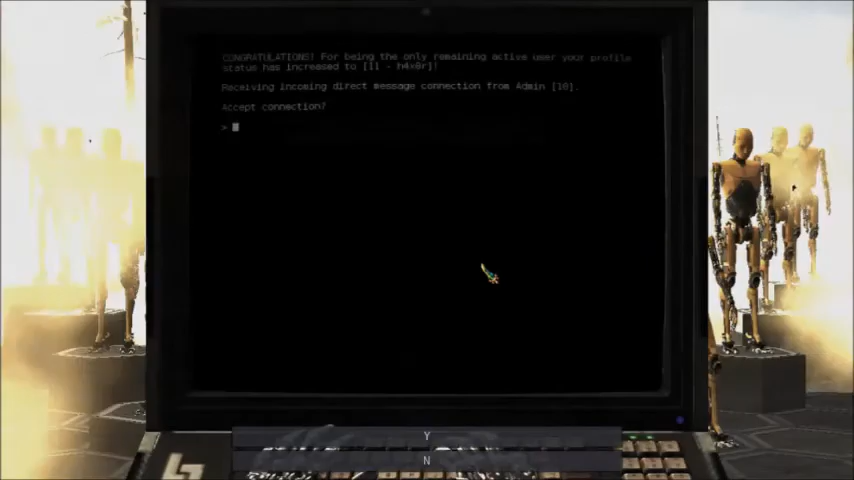 CONGRATULATIONS! For being the only remaining active user your profile
status has increased to [11 - h4x0r]!
Receiving incoming direct message connection from Admin [10].
Accept connection?
>
Y
N